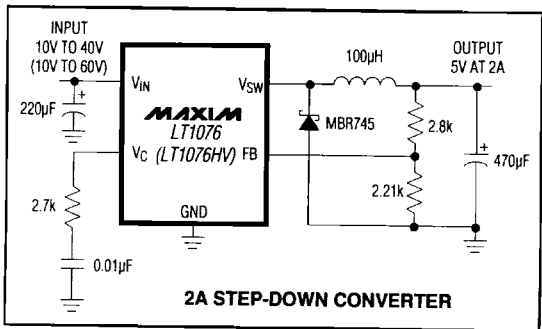 INPUT
10V TO 40V
(10V TO 60V)
220µF
+
VIN
VSW
MAXIM
LT1076
(LT1076HV)
VC
FB
GND
2.7k
0.01µF
100µH
MBR745
2.8k
2.21k
OUTPUT
5V AT 2A
+
470µF
2A STEP-DOWN CONVERTER